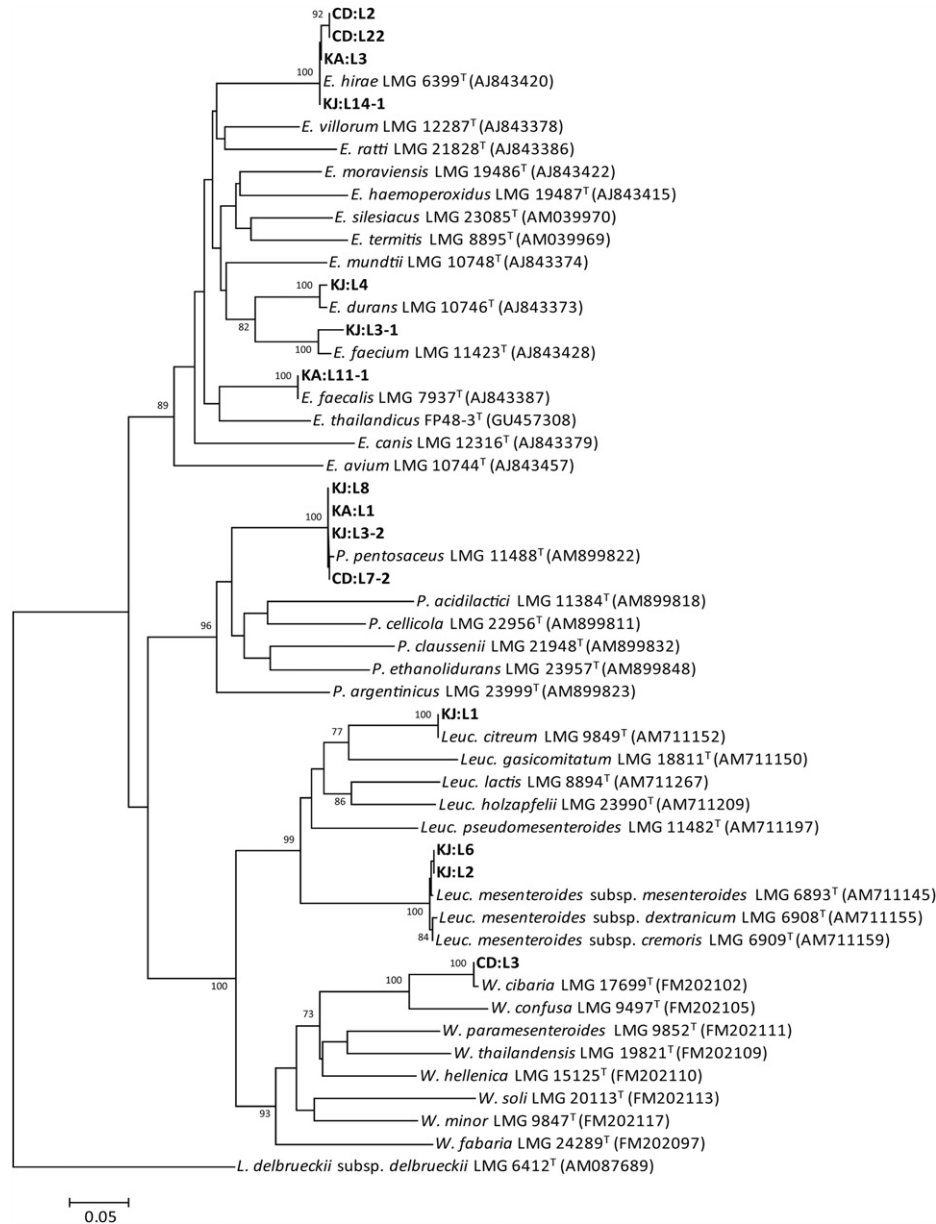 92
CD:L2
CD:L22
KA:L3
100
E. hirae LMG 6399ᵀ (AJ843420)
KJ:L14-1
E. villorum LMG 12287ᵀ (AJ843378)
E. ratti LMG 21828ᵀ (AJ843386)
E. moraviensis LMG 19486ᵀ (AJ843422)
E. haemoperoxidus LMG 19487ᵀ (AJ843415)
E. silesiacus LMG 23085ᵀ (AM039970)
E. termitis LMG 8895ᵀ (AM039969)
E. mundtii LMG 10748ᵀ (AJ843374)
100
KJ:L4
E. durans LMG 10746ᵀ (AJ843373)
82
KJ:L3-1
100
E. faecium LMG 11423ᵀ (AJ843428)
100
KA:L11-1
E. faecalis LMG 7937ᵀ (AJ843387)
89
E. thailandicus FP48-3ᵀ (GU457308)
E. canis LMG 12316ᵀ (AJ843379)
E. avium LMG 10744ᵀ (AJ843457)
KJ:L8
KA:L1
100
KJ:L3-2
P. pentosaceus LMG 11488ᵀ (AM899822)
CD:L7-2
P. acidilactici LMG 11384ᵀ (AM899818)
96
P. cellicola LMG 22956ᵀ (AM899811)
P. claussenii LMG 21948ᵀ (AM899832)
P. ethanolidurans LMG 23957ᵀ (AM899848)
P. argentinicus LMG 23999ᵀ (AM899823)
100
KJ:L1
77
Leuc. citreum LMG 9849ᵀ (AM711152)
Leuc. gasicomitatum LMG 18811ᵀ (AM711150)
Leuc. lactis LMG 8894ᵀ (AM711267)
86
Leuc. holzapfelii LMG 23990ᵀ (AM711209)
Leuc. pseudomesenteroides LMG 11482ᵀ (AM711197)
99
KJ:L6
KJ:L2
Leuc. mesenteroides subsp. mesenteroides LMG 6893ᵀ (AM711145)
100
Leuc. mesenteroides subsp. dextranicum LMG 6908ᵀ (AM711155)
84
Leuc. mesenteroides subsp. cremoris LMG 6909ᵀ (AM711159)
100
CD:L3
100
100
W. cibaria LMG 17699ᵀ (FM202102)
W. confusa LMG 9497ᵀ (FM202105)
73
W. paramesenteroides LMG 9852ᵀ (FM202111)
W. thailandensis LMG 19821ᵀ (FM202109)
W. hellenica LMG 15125ᵀ (FM202110)
W. soli LMG 20113ᵀ (FM202113)
93
W. minor LMG 9847ᵀ (FM202117)
W. fabaria LMG 24289ᵀ (FM202097)
L. delbrueckii subsp. delbrueckii LMG 6412ᵀ (AM087689)
0.05